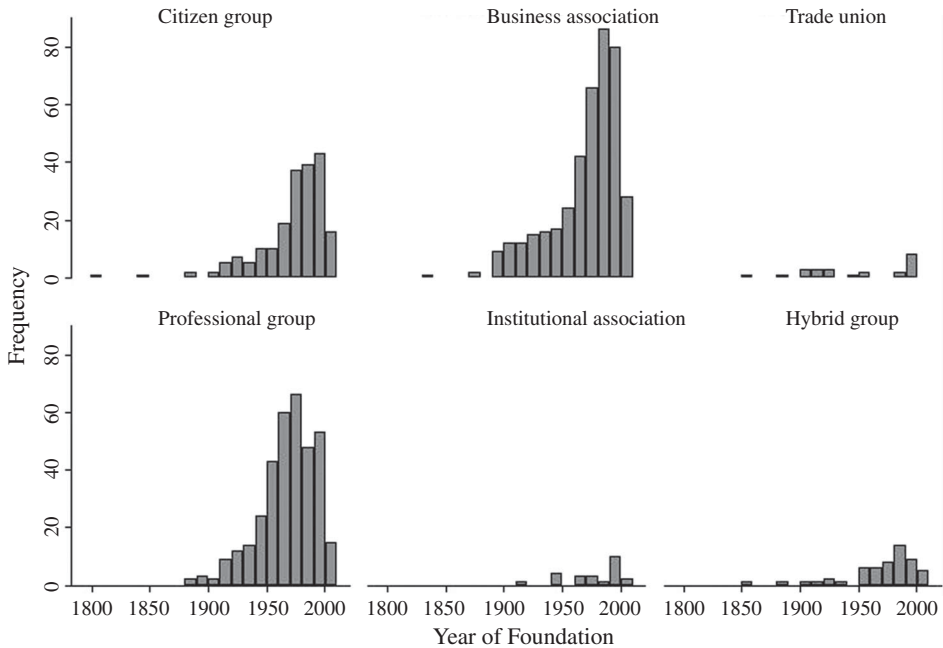 Citizen group Business association Trade union
80
60
40
20
0
Frequency
Professional group Institutional association Hybrid group
80
60
40
20
0
1800 1850 1900 1950 2000 1800 1850 1900 1950 2000 1800 1850 1900 1950 2000
Year of Foundation